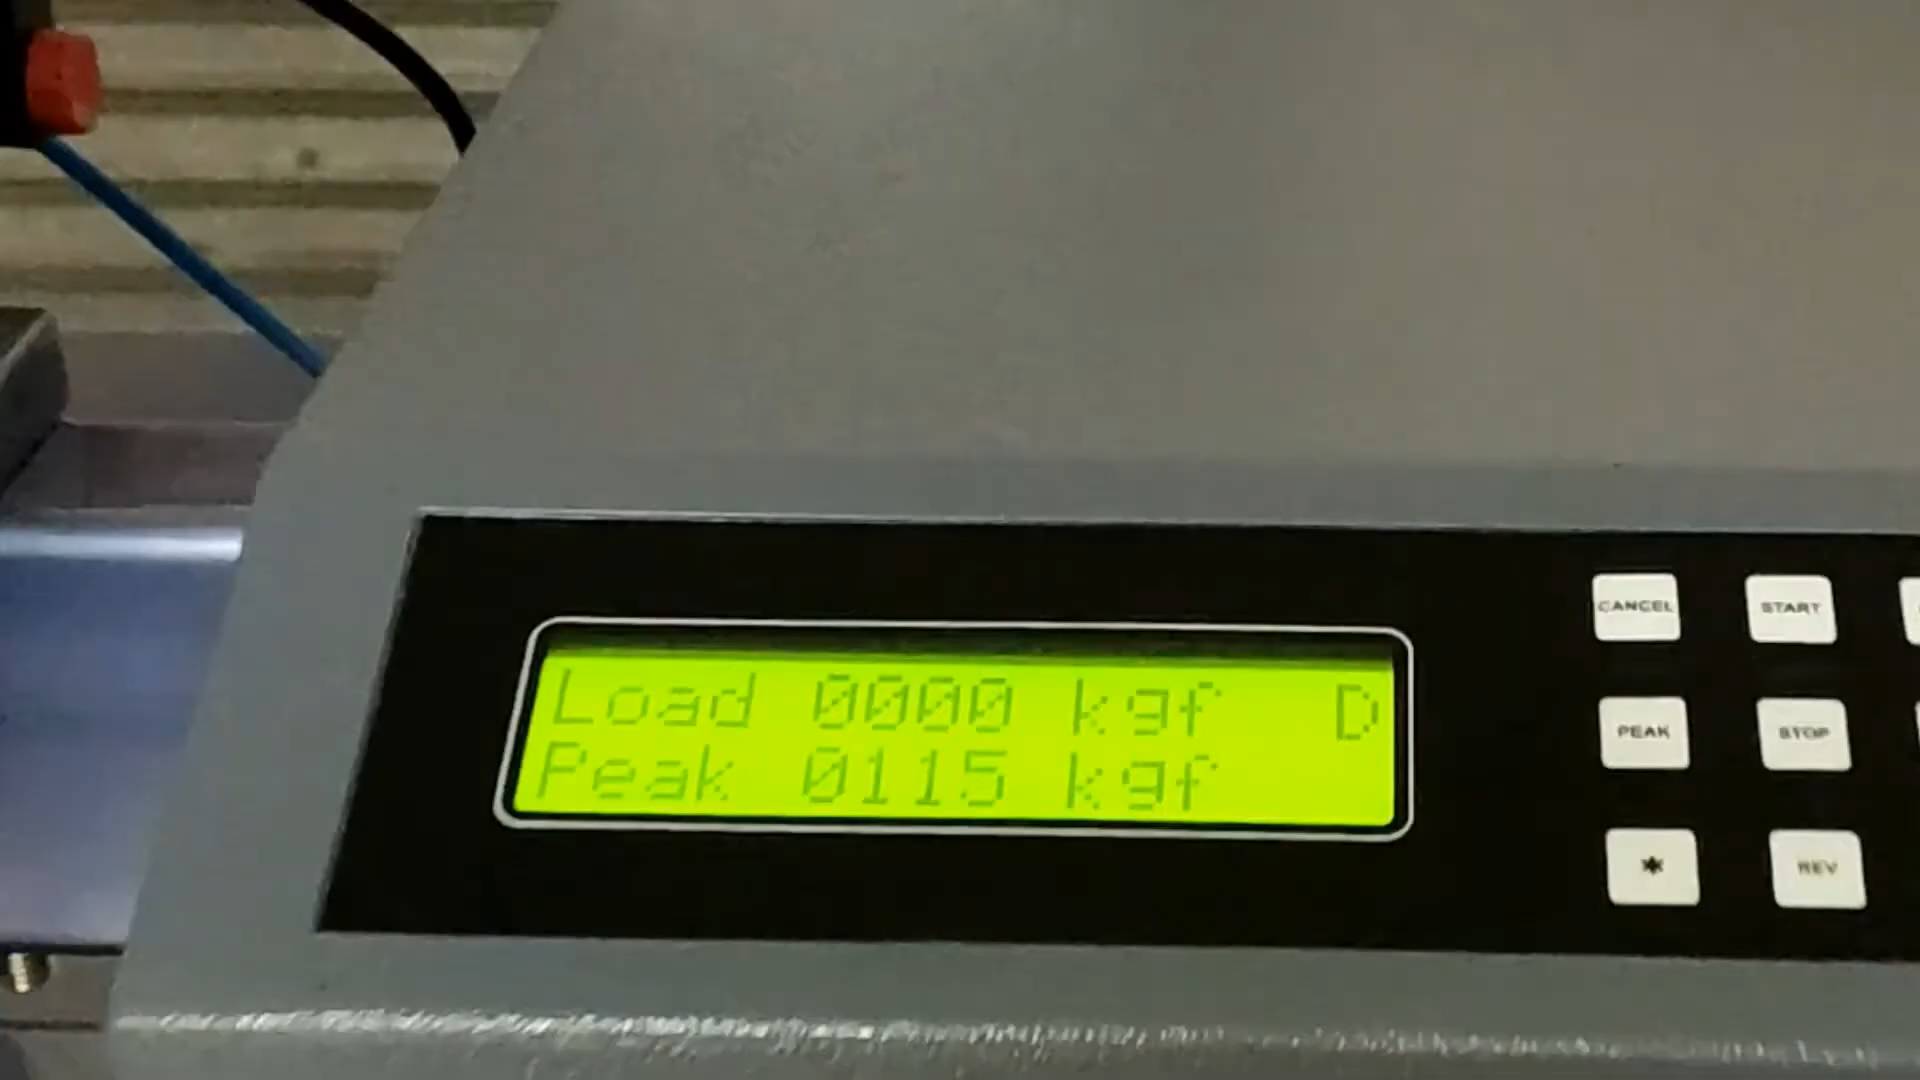 Load 0000 kgf D
Peak 0115 kgf
CANCEL
START
PEAK
STOP
*
REV